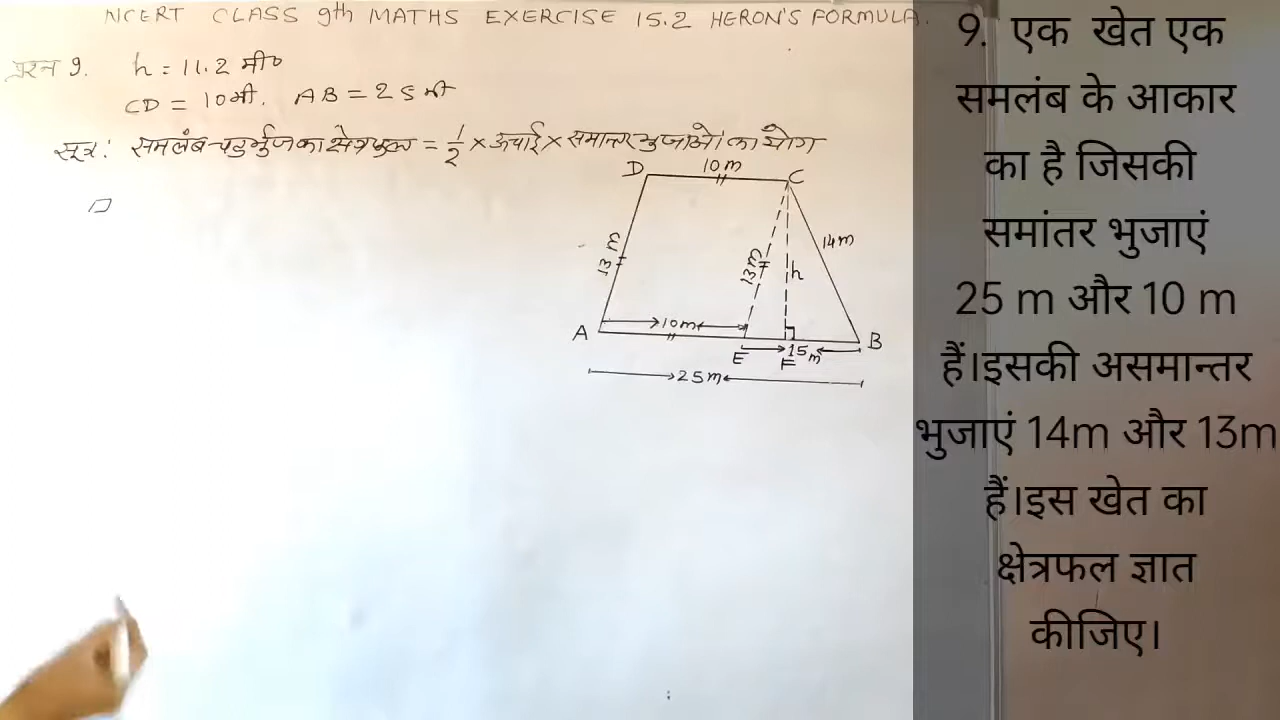 NCERT CLASS 9th MATHS EXERCISE 15.2 HERON'S FORMULA.
प्रश्न 9. h = 11.2 मी०
CD = 10मी. AB = 25 मी
सूत्र: समलंब चतुर्भुज का क्षेत्रफल = 1/2 × ऊंचाई × समान्तर भुजाओं का योग
D 10 m C
13 m 13 m h 14m
A 10m B
E F 15m
25m
9. एक खेत एक
समलंब के आकार
का है जिसकी
समांतर भुजाएं
25 m और 10 m
हैं।इसकी असमान्तर
भुजाएं 14m और 13m
हैं।इस खेत का
क्षेत्रफल ज्ञात
कीजिए।